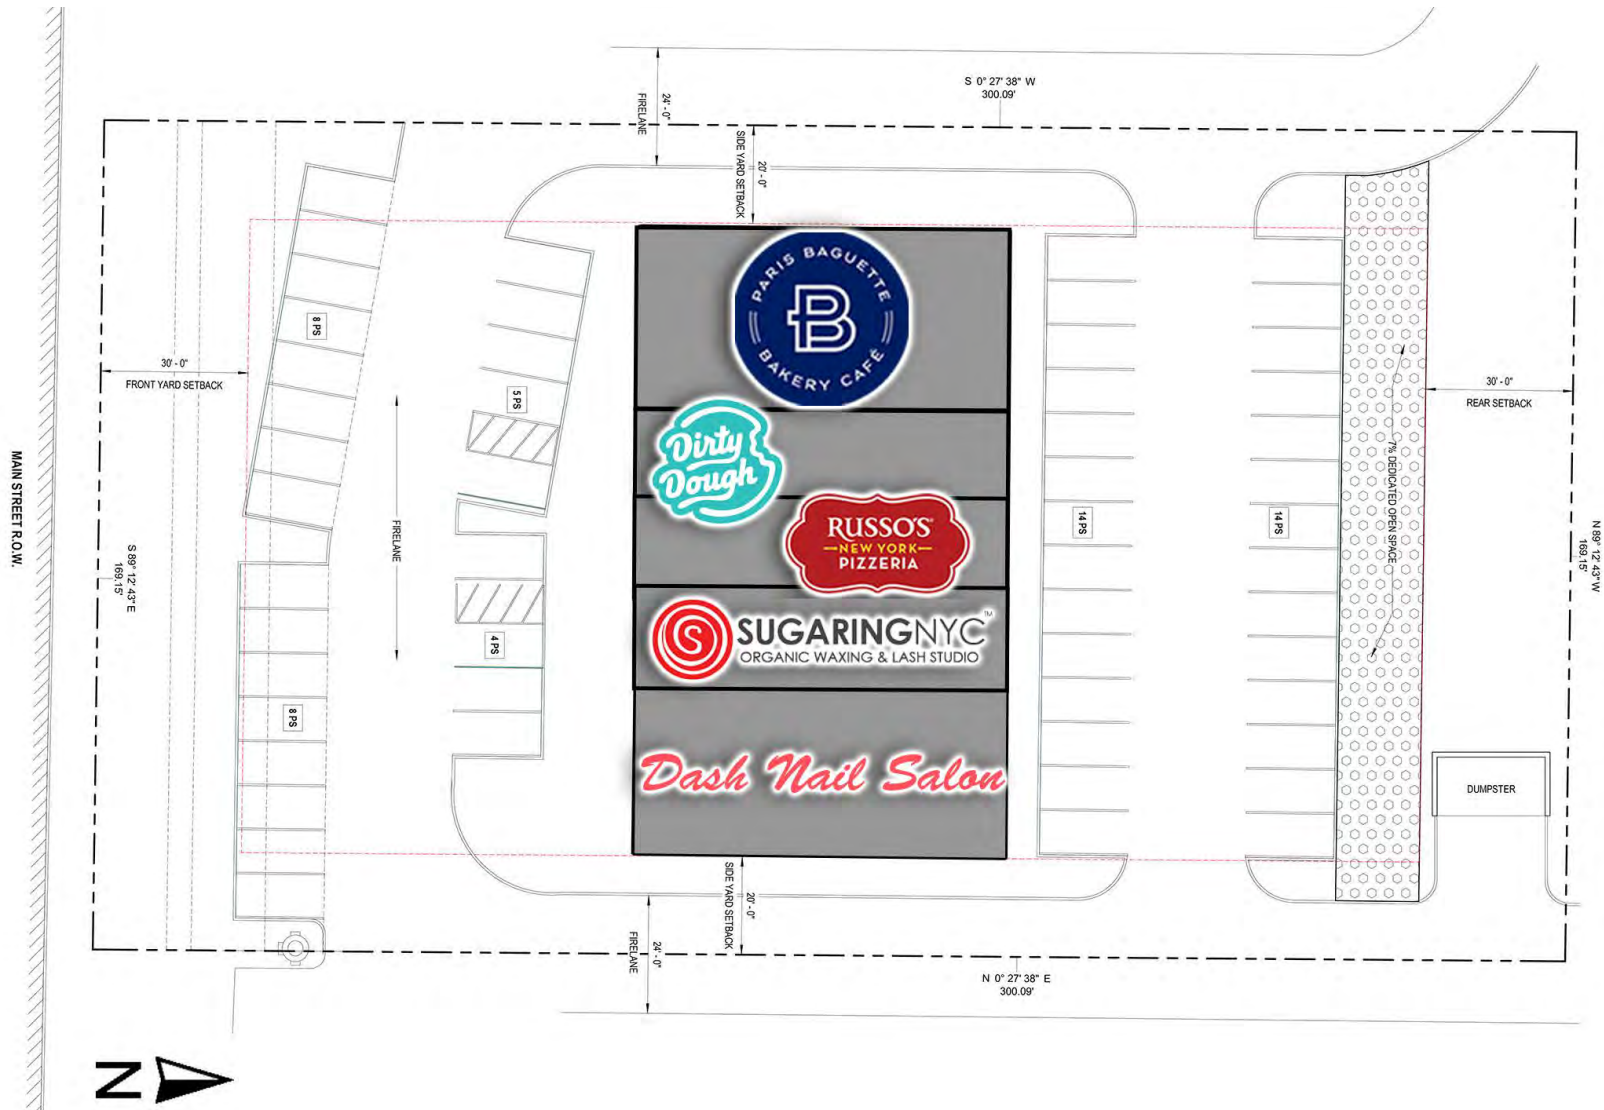 S 0° 27' 38" W
300.09'
24' - 0"
FIRELANE
20' - 0"
SIDE YARD SETBACK
PARIS BAGUETTE
B
BAKERY CAFÉ
8 PS
30' - 0"
FRONT YARD SETBACK
5 PS
30' - 0"
REAR SETBACK
Dirty
Dough
7% DEDICATED OPEN SPACE
MAIN STREET R.O.W.
FIRELANE
RUSSO'S®
NEW YORK
PIZZERIA
14 PS
14 PS
S 89° 12' 43" E
169.15'
N 89° 12' 43" W
169.15'
4 PS
S
SUGARINGNYC™
ORGANIC WAXING & LASH STUDIO
8 PS
Dash Nail Salon
DUMPSTER
20' - 0"
SIDE YARD SETBACK
24' - 0"
FIRELANE
N 0° 27' 38" E
300.09'
N